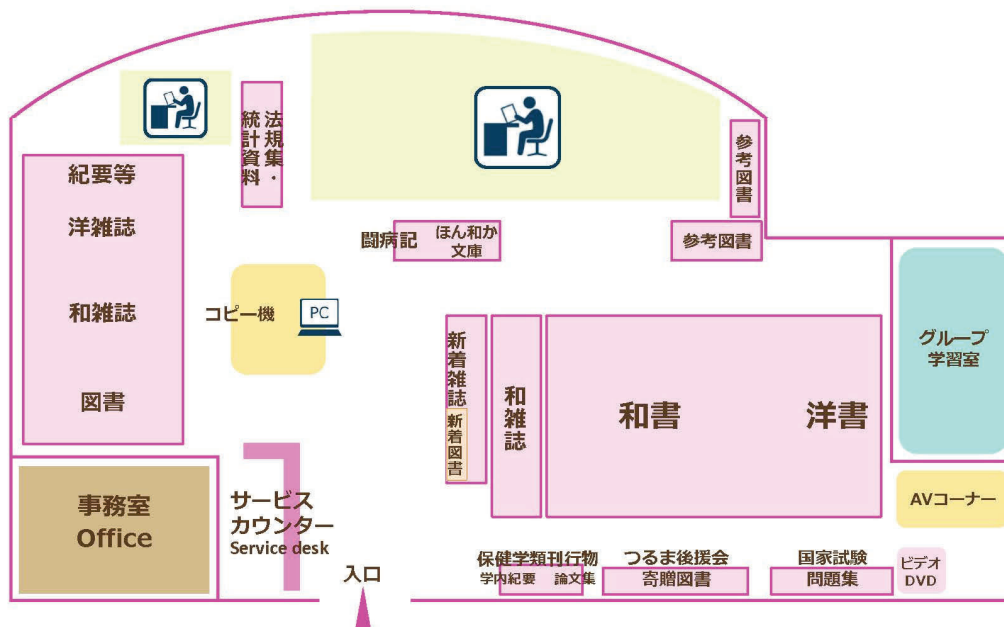 法規集・
統計資料
参考図書
紀要等
洋雑誌
和雑誌
図書
闘病記
ほん和か
文庫
参考図書
コピー機
PC
グループ
学習室
新着雑誌
新着図書
和雑誌
和書
洋書
事務室
Office
サービス
カウンター
Service desk
入口
AVコーナー
保健学類刊行物
学内紀要 論文集
つるま後援会
寄贈図書
国家試験
問題集
ビデオ
DVD